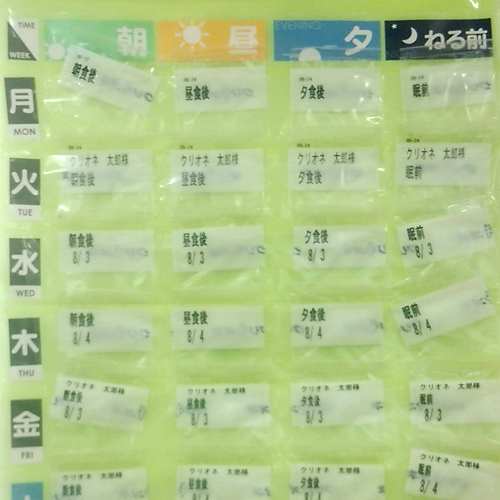 TIME
WEEK
朝
昼
EVENING
夕
ねる前
月
MON
朝食後
昼食後
夕食後
眠前
火
TUE
クリオネ 太郎様
朝食後
クリオネ 太郎様
昼食後
クリオネ 太郎様
夕食後
クリオネ 太郎様
眠前
水
WED
朝食後
8/3
昼食後
8/3
夕食後
8/3
眠前
8/3
木
THU
朝食後
8/4
昼食後
8/4
夕食後
8/4
眠前
8/4
金
FRI
クリオネ 太郎様
朝食後
8/3
クリオネ 太郎様
昼食後
8/3
クリオネ 太郎様
夕食後
8/3
クリオネ 太郎様
眠前
8/3
クリオネ 太郎様
朝食後
8/4
クリオネ 太郎様
昼食後
8/4
クリオネ 太郎様
夕食後
8/4
クリオネ 太郎様
眠前
8/4